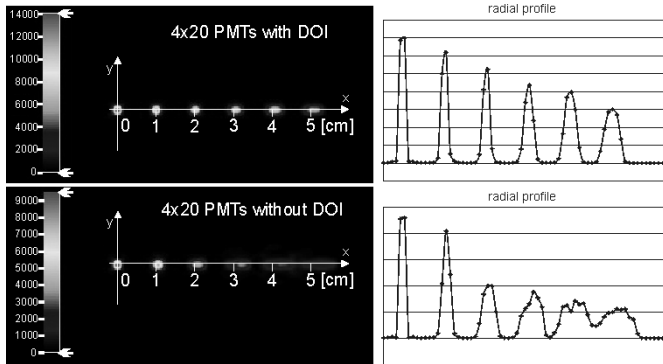 14000
12000
10000
8000
6000
4000
2000
0
4x20 PMTs with DOI
y
x
0 1 2 3 4 5 [cm]
radial profile
9000
8000
7000
6000
5000
4000
3000
2000
1000
0
4x20 PMTs without DOI
y
x
0 1 2 3 4 5 [cm]
radial profile